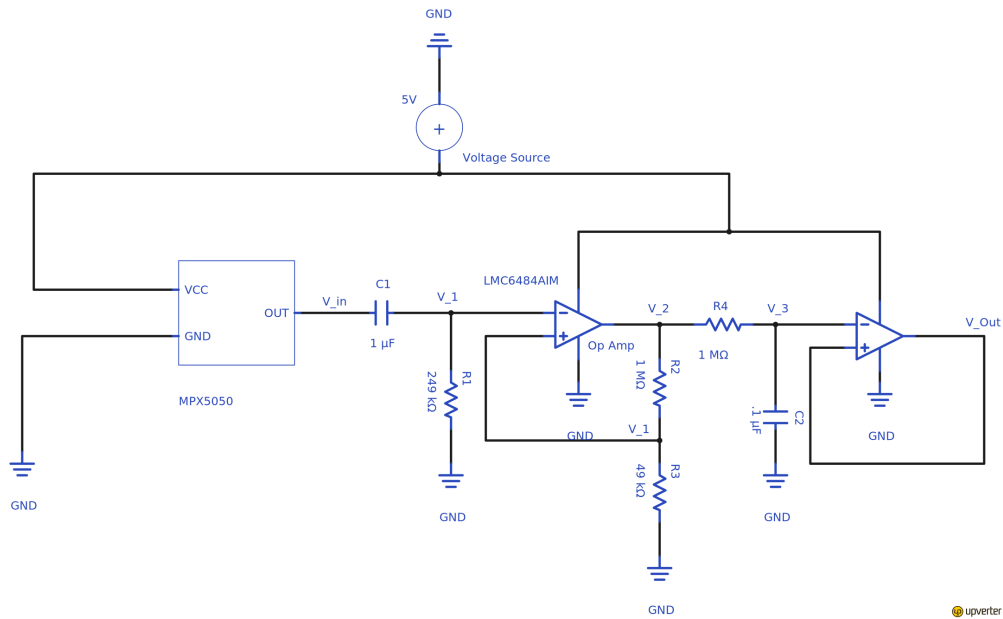 GND
5V
+
Voltage Source
VCC
OUT
GND
MPX5050
GND
V_in
C1
1 µF
V_1
R1
249 kΩ
GND
LMC6484AIM
Op Amp
GND
V_2
R2
1 MΩ
V_1
R3
49 kΩ
GND
R4
1 MΩ
V_3
C2
.1 µF
GND
GND
V_Out
upverter